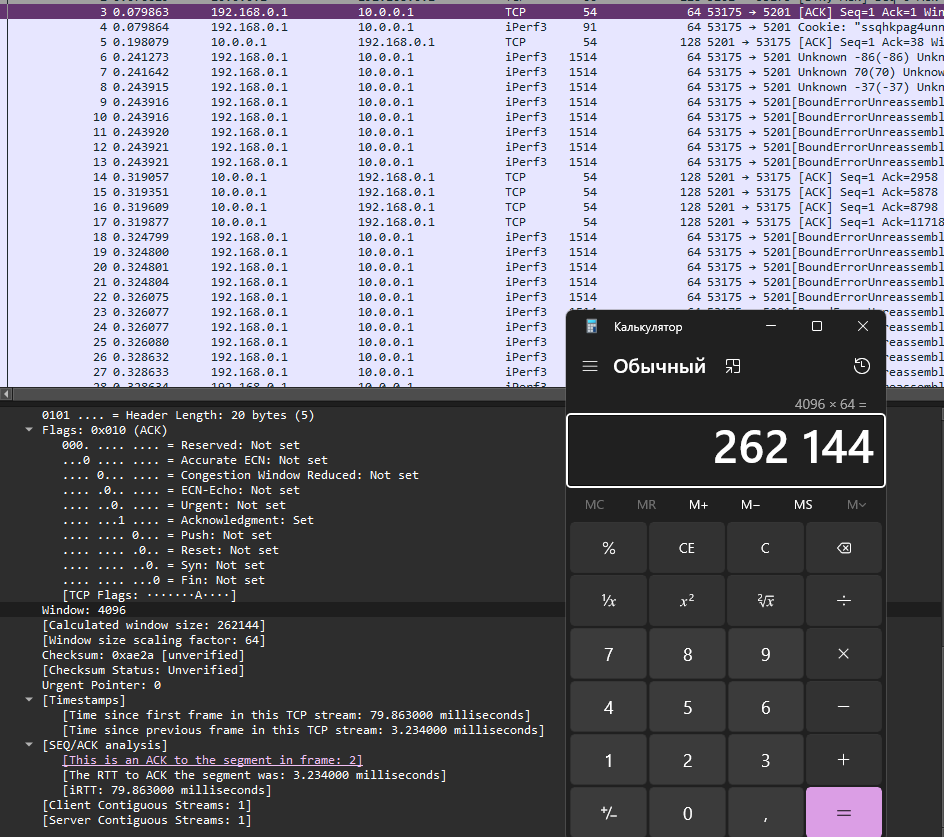 3 0.079863 192.168.0.1 10.0.0.1 TCP 54 64 53175 → 5201 [ACK] Seq=1 Ack=1 Win
4 0.079864 192.168.0.1 10.0.0.1 iPerf3 91 64 53175 → 5201 Cookie: "ssqhkpag4unn
5 0.198079 10.0.0.1 192.168.0.1 TCP 54 128 5201 → 53175 [ACK] Seq=1 Ack=38 Wi
6 0.241273 192.168.0.1 10.0.0.1 iPerf3 1514 64 53175 → 5201 Unknown -86(-86) Unkn
7 0.241642 192.168.0.1 10.0.0.1 iPerf3 1514 64 53175 → 5201 Unknown 70(70) Unknow
8 0.243915 192.168.0.1 10.0.0.1 iPerf3 1514 64 53175 → 5201 Unknown -37(-37) Unkn
9 0.243916 192.168.0.1 10.0.0.1 iPerf3 1514 64 53175 → 5201[BoundErrorUnreassembl
10 0.243916 192.168.0.1 10.0.0.1 iPerf3 1514 64 53175 → 5201[BoundErrorUnreassembl
11 0.243920 192.168.0.1 10.0.0.1 iPerf3 1514 64 53175 → 5201[BoundErrorUnreassembl
12 0.243921 192.168.0.1 10.0.0.1 iPerf3 1514 64 53175 → 5201[BoundErrorUnreassembl
13 0.243921 192.168.0.1 10.0.0.1 iPerf3 1514 64 53175 → 5201[BoundErrorUnreassembl
14 0.319057 10.0.0.1 192.168.0.1 TCP 54 128 5201 → 53175 [ACK] Seq=1 Ack=2958
15 0.319351 10.0.0.1 192.168.0.1 TCP 54 128 5201 → 53175 [ACK] Seq=1 Ack=5878
16 0.319609 10.0.0.1 192.168.0.1 TCP 54 128 5201 → 53175 [ACK] Seq=1 Ack=8798
17 0.319877 10.0.0.1 192.168.0.1 TCP 54 128 5201 → 53175 [ACK] Seq=1 Ack=11718
18 0.324799 192.168.0.1 10.0.0.1 iPerf3 1514 64 53175 → 5201[BoundErrorUnreassembl
19 0.324800 192.168.0.1 10.0.0.1 iPerf3 1514 64 53175 → 5201[BoundErrorUnreassembl
20 0.324801 192.168.0.1 10.0.0.1 iPerf3 1514 64 53175 → 5201[BoundErrorUnreassembl
21 0.324804 192.168.0.1 10.0.0.1 iPerf3 1514 64 53175 → 5201[BoundErrorUnreassembl
22 0.326075 192.168.0.1 10.0.0.1 iPerf3 1514 64 53175 → 5201[BoundErrorUnreassembl
23 0.326077 192.168.0.1 10.0.0.1 iPerf3 reassembl
24 0.326077 192.168.0.1 10.0.0.1 iPerf3 reassembl
25 0.326080 192.168.0.1 10.0.0.1 iPerf3 reassembl
26 0.328632 192.168.0.1 10.0.0.1 iPerf3 reassembl
27 0.328633 192.168.0.1 10.0.0.1 iPerf3 reassembl
28 0.328634 192.168.0.1 10.0.0.1 iPerf3
0101 .... = Header Length: 20 bytes (5)
Flags: 0x010 (ACK)
000. .... .... = Reserved: Not set
...0 .... .... = Accurate ECN: Not set
.... 0... .... = Congestion Window Reduced: Not set
.... .0.. .... = ECN-Echo: Not set
.... ..0. .... = Urgent: Not set
.... ...1 .... = Acknowledgment: Set
.... .... 0... = Push: Not set
.... .... .0.. = Reset: Not set
.... .... ..0. = Syn: Not set
.... .... ...0 = Fin: Not set
[TCP Flags: ·······A····]
Window: 4096
[Calculated window size: 262144]
[Window size scaling factor: 64]
Checksum: 0xae2a [unverified]
[Checksum Status: Unverified]
Urgent Pointer: 0
[Timestamps]
[Time since first frame in this TCP stream: 79.863000 milliseconds]
[Time since previous frame in this TCP stream: 3.234000 milliseconds]
[SEQ/ACK analysis]
[This is an ACK to the segment in frame: 2]
[The RTT to ACK the segment was: 3.234000 milliseconds]
[iRTT: 79.863000 milliseconds]
[Client Contiguous Streams: 1]
[Server Contiguous Streams: 1]
Калькулятор
Обычный
4096 × 64 =
262 144
MC MR M+ M− MS M˅
% CE C
¹/x x² ²√x ÷
7 8 9 ×
4 5 6 −
1 2 3 +
+/− 0 , =